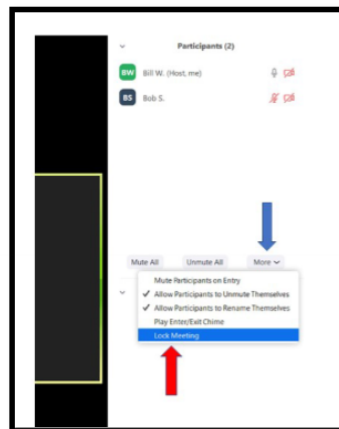 Participants (2)
BW Bill W. (Host, me)
BS Bob S.
Mute All Unmute All More
Mute Participants on Entry
✓ Allow Participants to Unmute Themselves
✓ Allow Participants to Rename Themselves
Play Enter/Exit Chime
Lock Meeting